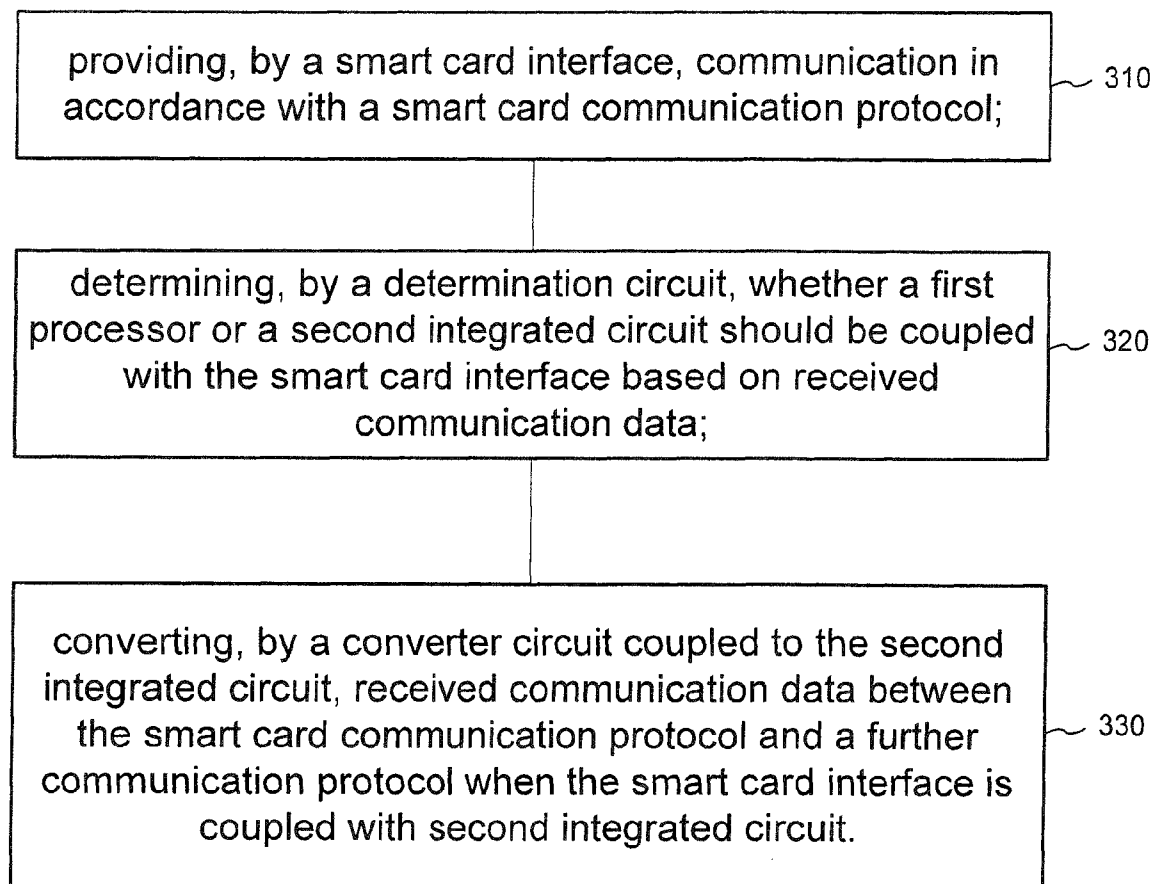 providing, by a smart card interface, communication in
accordance with a smart card communication protocol;
310
determining, by a determination circuit, whether a first
processor or a second integrated circuit should be coupled
with the smart card interface based on received
communication data;
320
converting, by a converter circuit coupled to the second
integrated circuit, received communication data between
the smart card communication protocol and a further
communication protocol when the smart card interface is
coupled with second integrated circuit.
330